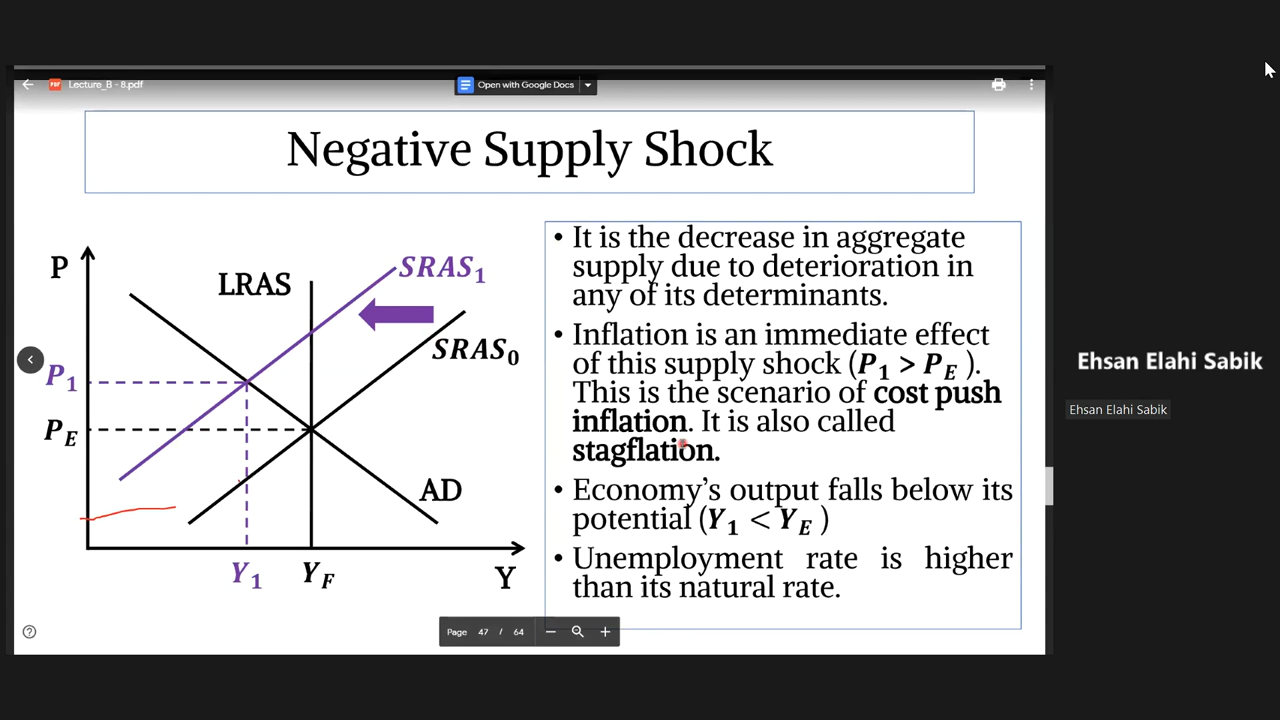 Lecture_B - 8.pdf
Open with Google Docs
Negative Supply Shock
P
LRAS
SRAS₁
SRAS₀
P₁
P_E
AD
Y₁
Y_F
Y
• It is the decrease in aggregate
supply due to deterioration in
any of its determinants.
• Inflation is an immediate effect
of this supply shock (P₁ > P_E ).
This is the scenario of cost push
inflation. It is also called
stagflation.
• Economy's output falls below its
potential (Y₁ < Y_E )
• Unemployment rate is higher
than its natural rate.
Page 47 / 64
Ehsan Elahi Sabik
Ehsan Elahi Sabik